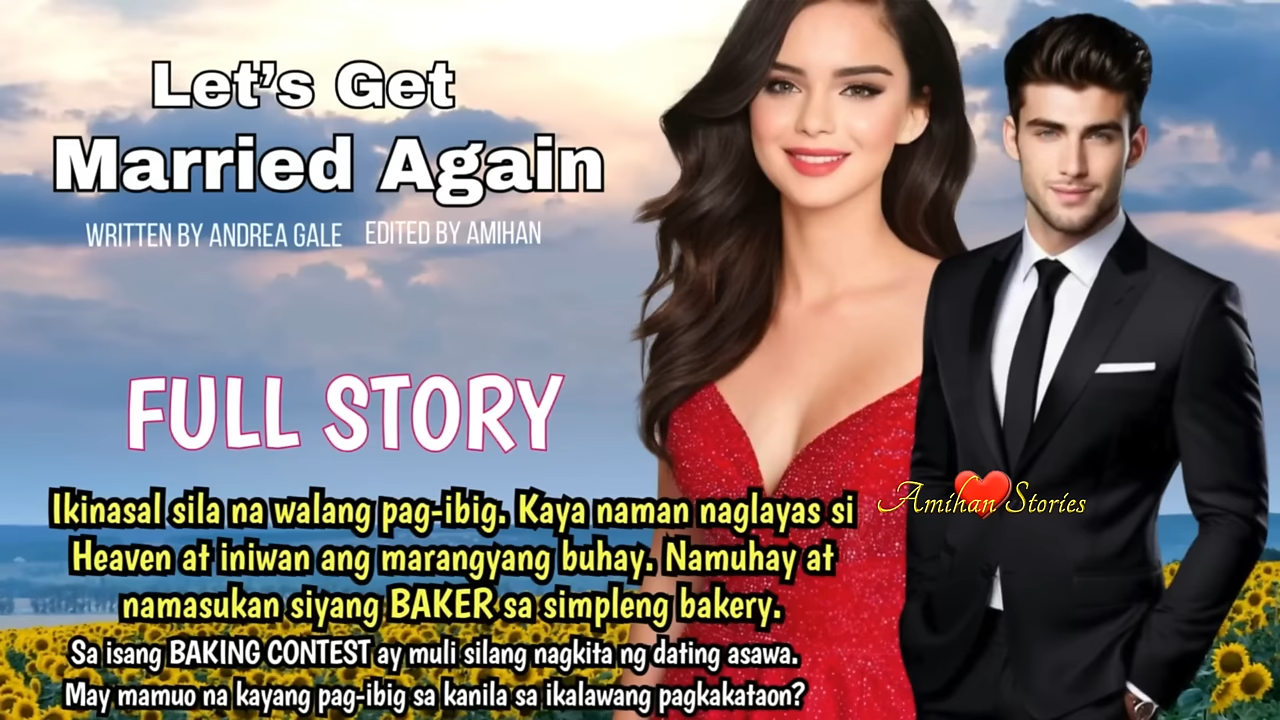 Let's Get
Married Again
WRITTEN BY ANDREA GALE EDITED BY AMIHAN
FULL STORY
Ikinasal sila na walang pag-ibig. Kaya naman naglayas si
Heaven at iniwan ang marangyang buhay. Namuhay at
namasukan siyang BAKER sa simpleng bakery.
Sa isang BAKING CONTEST ay muli silang nagkita ng dating asawa.
May mamuo na kayang pag-ibig sa kanila sa ikalawang pagkakataon?
Amihan Stories